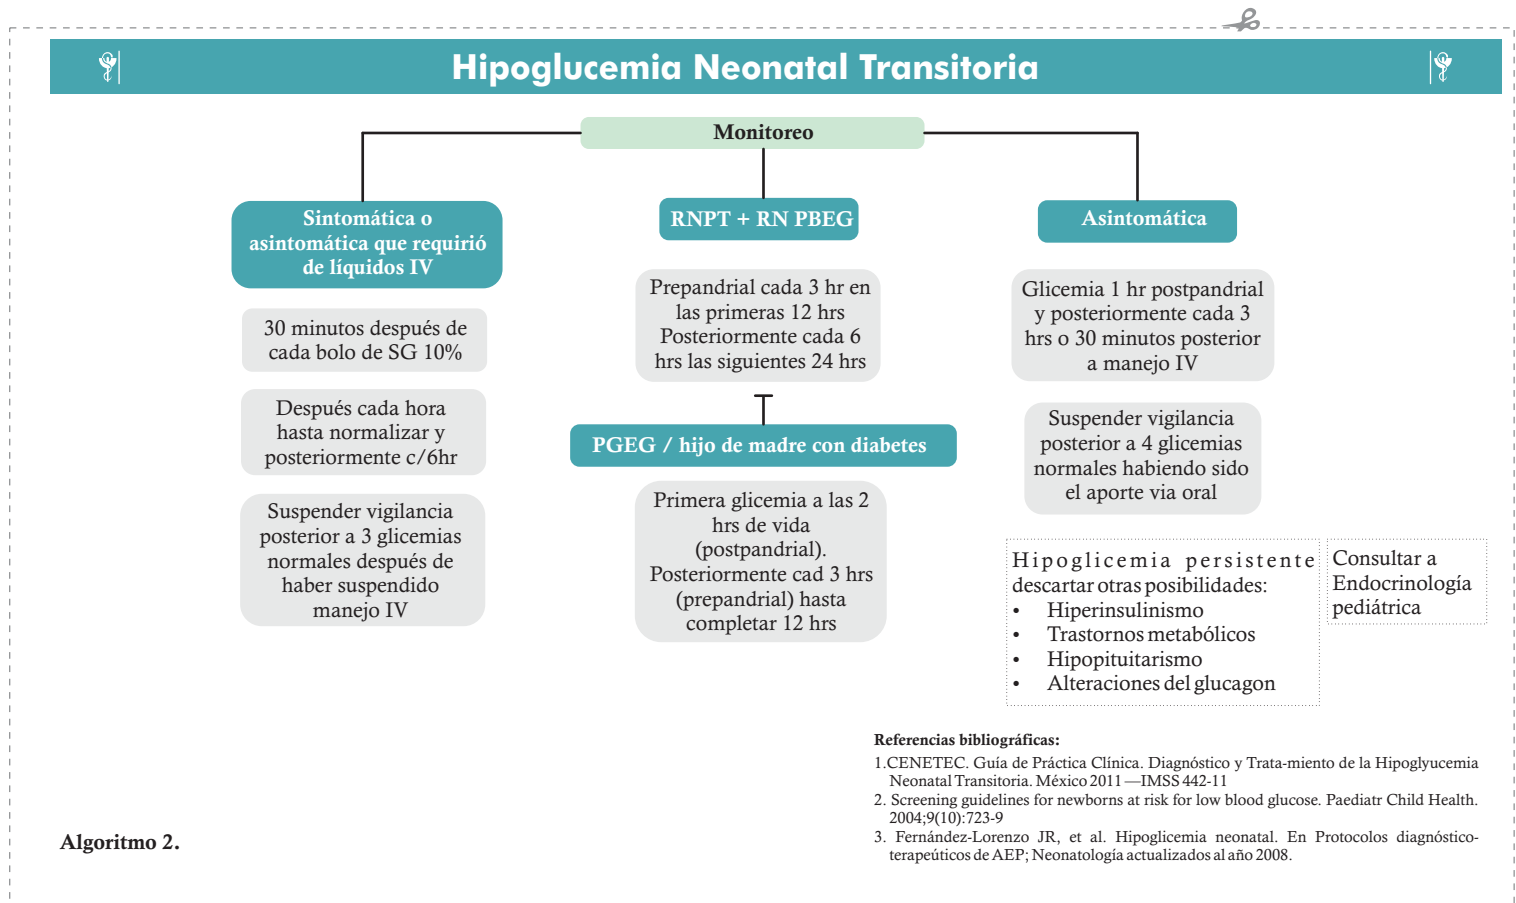 Hipoglucemia Neonatal Transitoria
Monitoreo
Sintomática o
asintomática que requirió
de líquidos IV
30 minutos después de
cada bolo de SG 10%
Después cada hora
hasta normalizar y
posteriormente c/6hr
Suspender vigilancia
posterior a 3 glicemias
normales después de
haber suspendido
manejo IV
RNPT + RN PBEG
Prepandrial cada 3 hr en
las primeras 12 hrs
Posteriormente cada 6
hrs las siguientes 24 hrs
PGEG / hijo de madre con diabetes
Primera glicemia a las 2
hrs de vida
(postpandrial).
Posteriormente cad 3 hrs
(prepandrial) hasta
completar 12 hrs
Asintomática
Glicemia 1 hr postpandrial
y posteriormente cada 3
hrs o 30 minutos posterior
a manejo IV
Suspender vigilancia
posterior a 4 glicemias
normales habiendo sido
el aporte via oral
Hipoglicemia persistente
descartar otras posibilidades:
• Hiperinsulinismo
• Trastornos metabólicos
• Hipopituitarismo
• Alteraciones del glucagon
Consultar a
Endocrinología
pediátrica
Referencias bibliográficas:
1.CENETEC. Guía de Práctica Clínica. Diagnóstico y Trata-miento de la Hipoglyucemia
Neonatal Transitoria. México 2011 —IMSS 442-11
2. Screening guidelines for newborns at risk for low blood glucose. Paediatr Child Health.
2004;9(10):723-9
3. Fernández-Lorenzo JR, et al. Hipoglicemia neonatal. En Protocolos diagnóstico-
terapeúticos de AEP; Neonatología actualizados al año 2008.
Algoritmo 2.